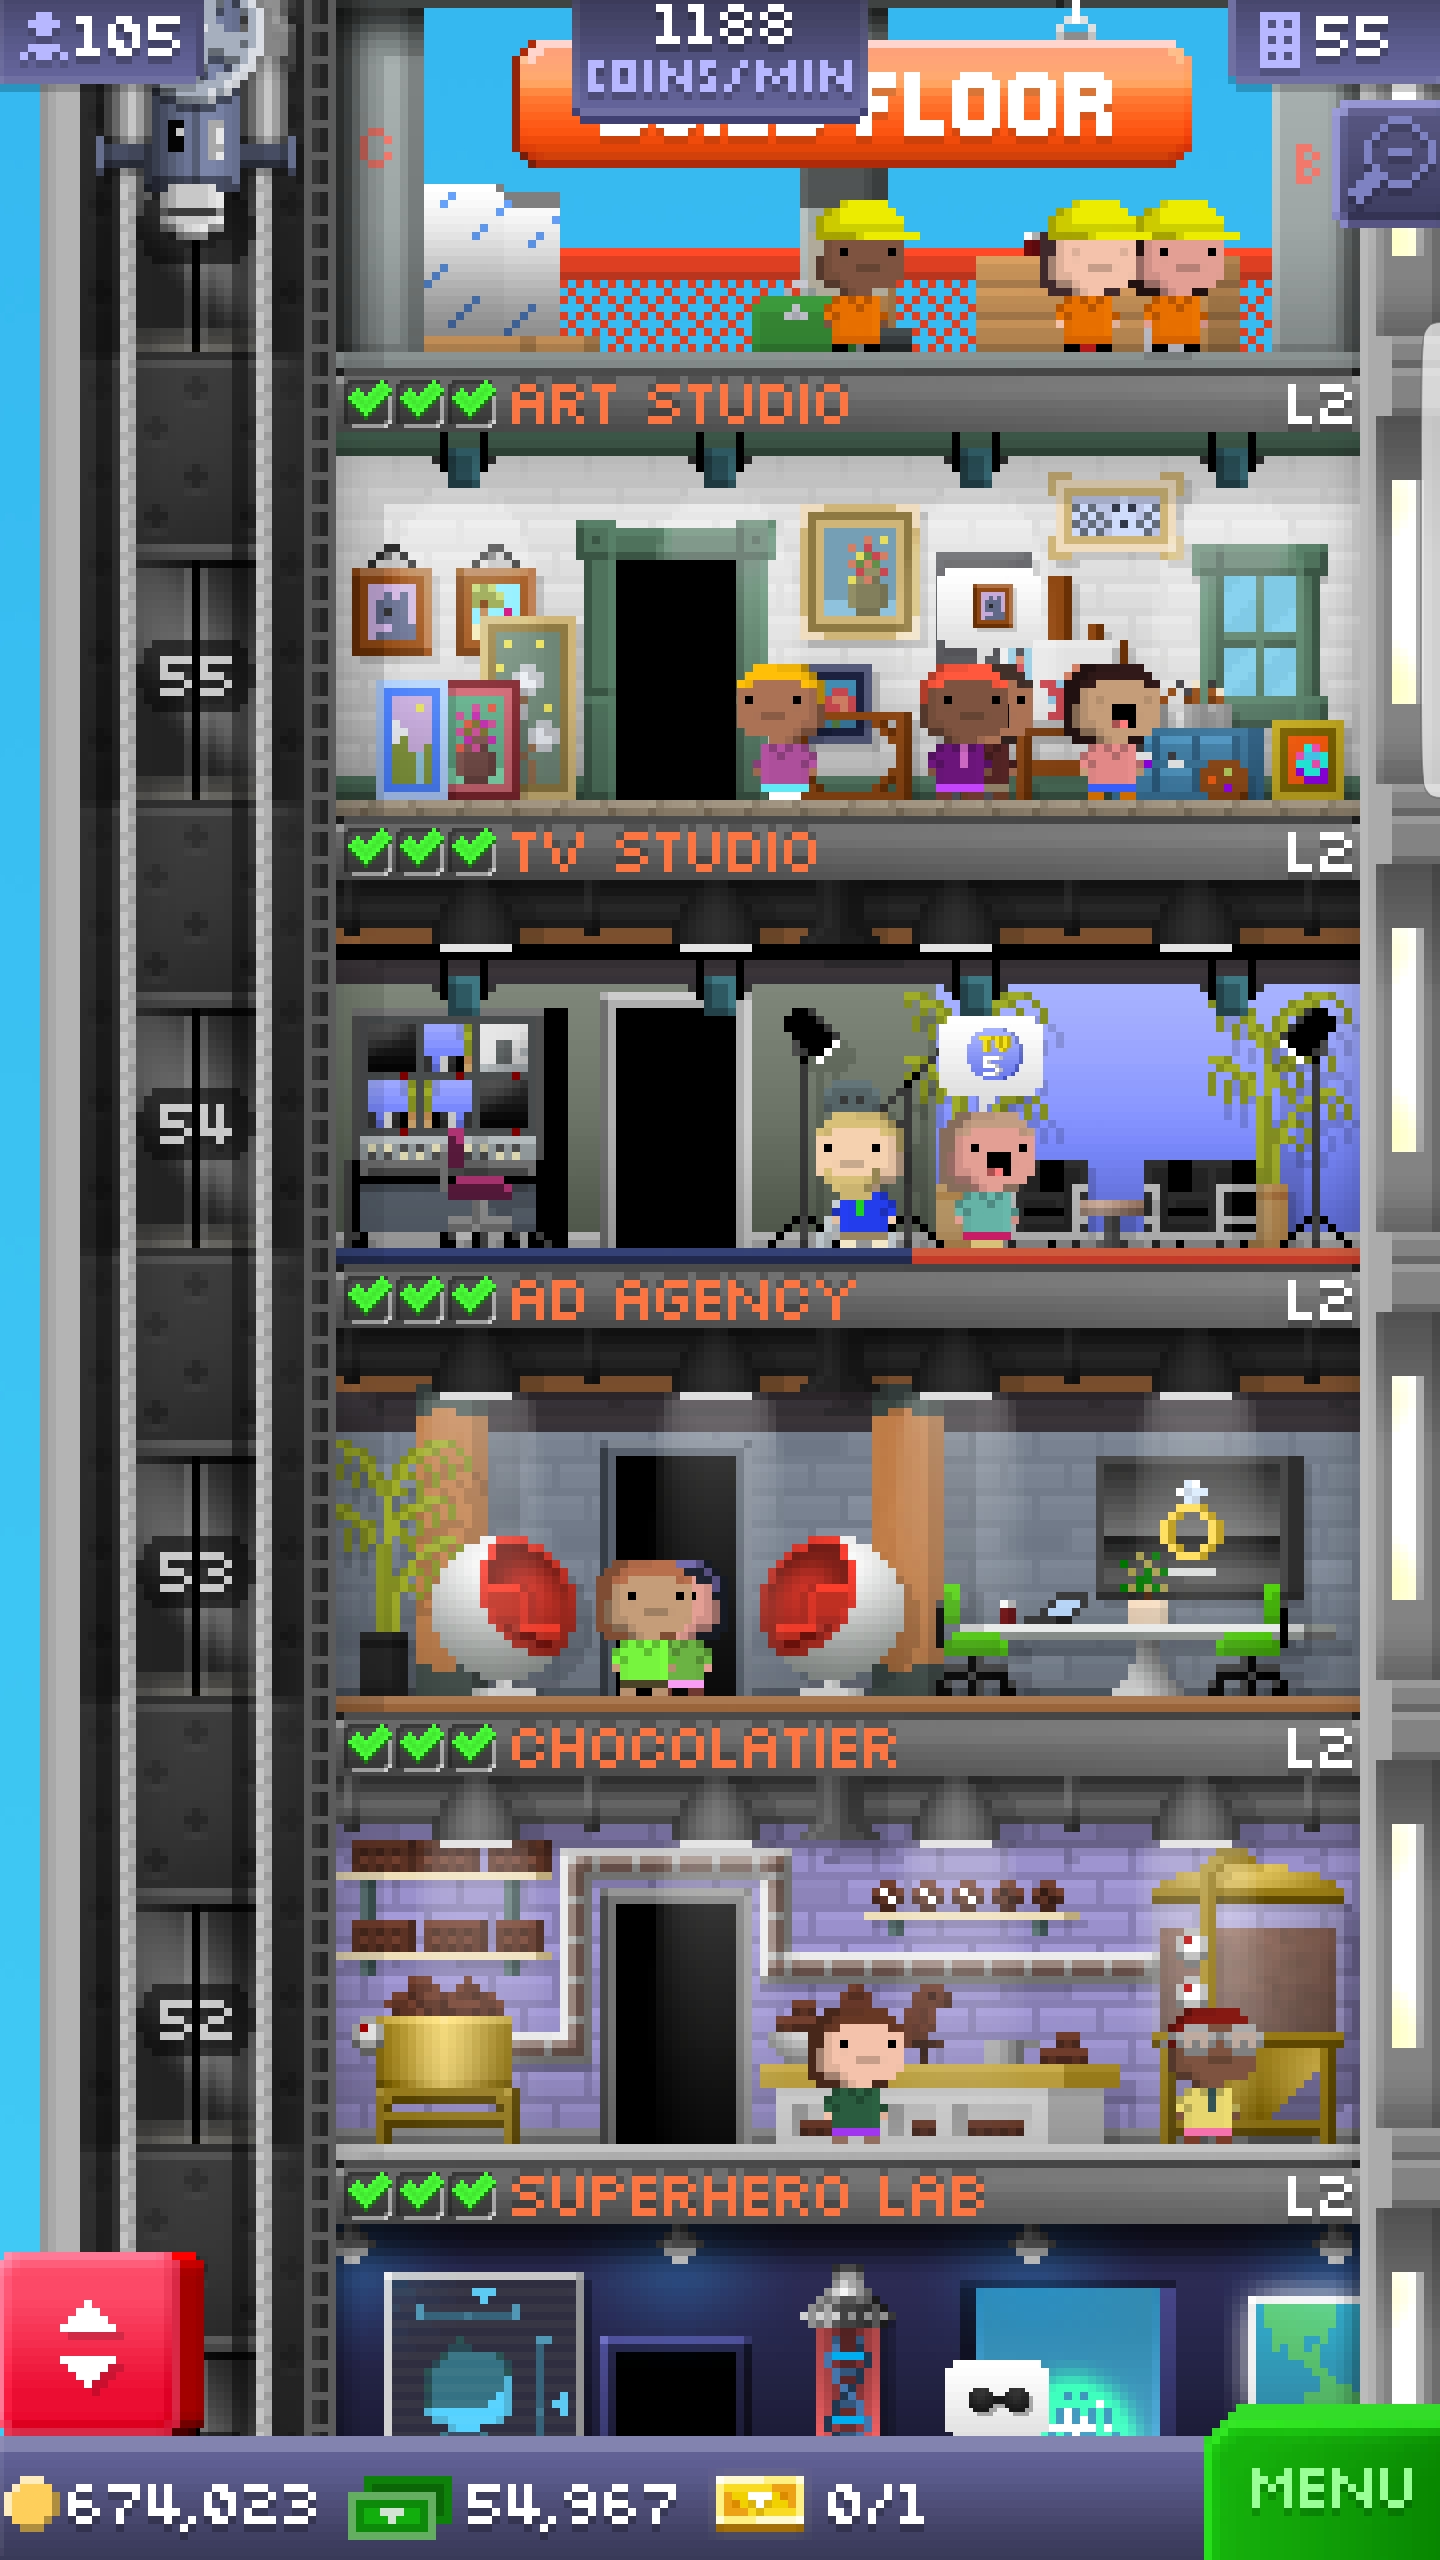 105
1188
COINS/MIN
55
FLOOR
C
B
ART STUDIO L2
55
TV STUDIO L2
TV
5
54
AD AGENCY L2
53
CHOCOLATIER L2
52
SUPERHERO LAB L2
674,023 54,967 0/1
MENU